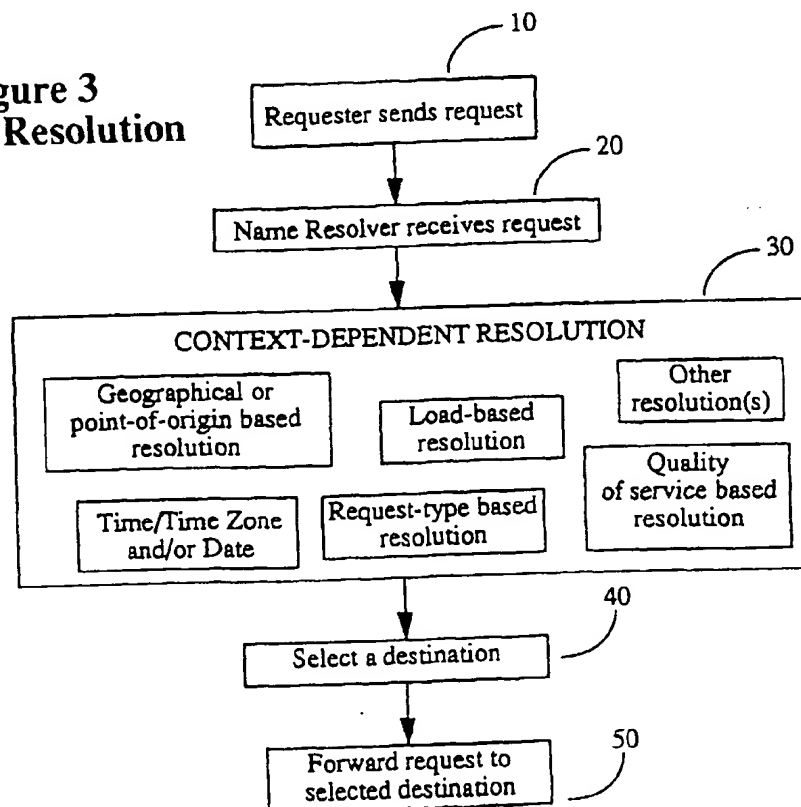 10
gure 3
Resolution
Requester sends request
20
Name Resolver receives request
30
CONTEXT-DEPENDENT RESOLUTION
Geographical or
point-of-origin based
resolution
Load-based
resolution
Other
resolution(s)
Time/Time Zone
and/or Date
Request-type based
resolution
Quality
of service based
resolution
40
Select a destination
50
Forward request to
selected destination